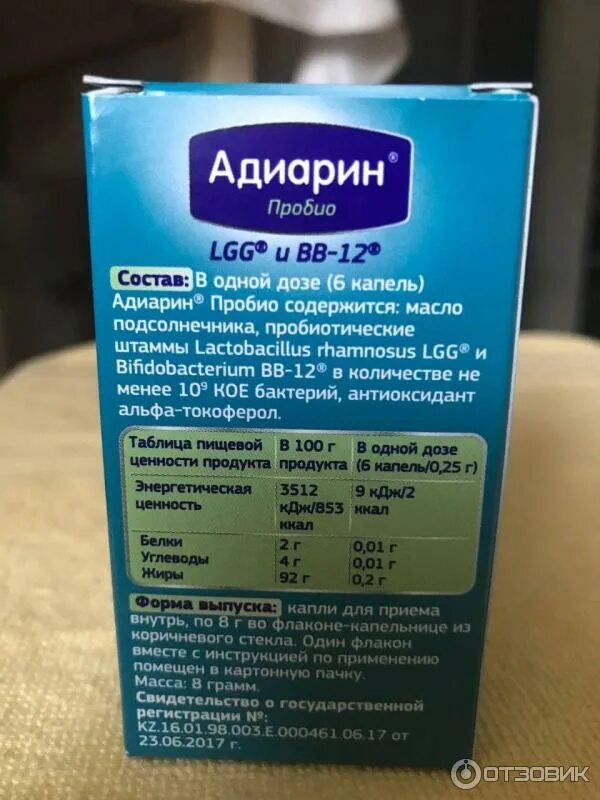 Адиарин®
Пробио
LGG® и BB-12®
Состав: В одной дозе (6 капель)
Адиарин® Пробио содержится: масло
подсолнечника, пробиотические
штаммы Lactobacillus rhamnosus LGG® и
Bifidobacterium BB-12® в количестве не
менее 10⁹ КОЕ бактерий, антиоксидант
альфа-токоферол.
Таблица пищевой ценности продукта
В 100 г продукта
В одной дозе (6 капель/0,25 г)
Энергетическая ценность
3512 кДж/853 ккал
9 кДж/2 ккал
Белки 2 г 0,01 г
Углеводы 4 г 0,01 г
Жиры 92 г 0,2 г
Форма выпуска: капли для приема
внутрь, по 8 г во флаконе-капельнице из
коричневого стекла. Один флакон
вместе с инструкцией по применению
помещен в картонную пачку.
Масса: 8 грамм.
Свидетельство о государственной
регистрации №:
KZ.16.01.98.003.E.000461.06.17 от
23.06.2017 г.
ОТЗОВИК